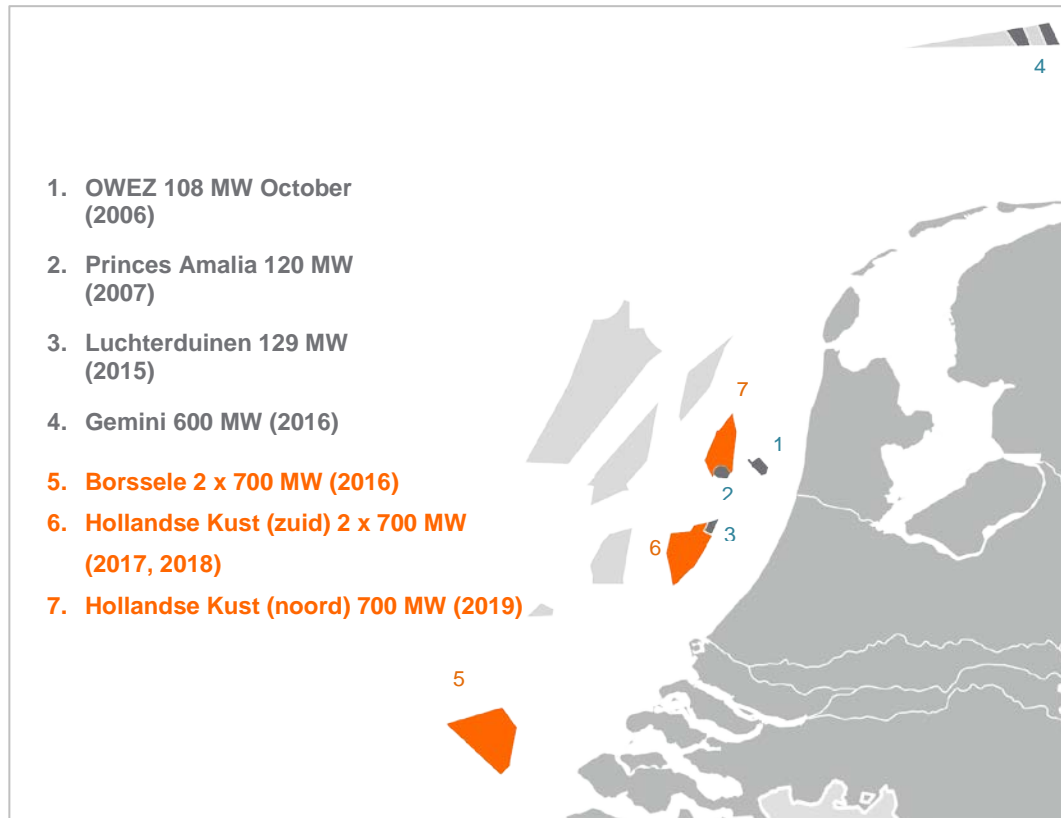 4
1. OWEZ 108 MW October
(2006)
2. Princes Amalia 120 MW
(2007)
3. Luchterduinen 129 MW
(2015)
4. Gemini 600 MW (2016)
5. Borssele 2 x 700 MW (2016)
6. Hollandse Kust (zuid) 2 x 700 MW
(2017, 2018)
7. Hollandse Kust (noord) 700 MW (2019)
7
1
2
3
6
5